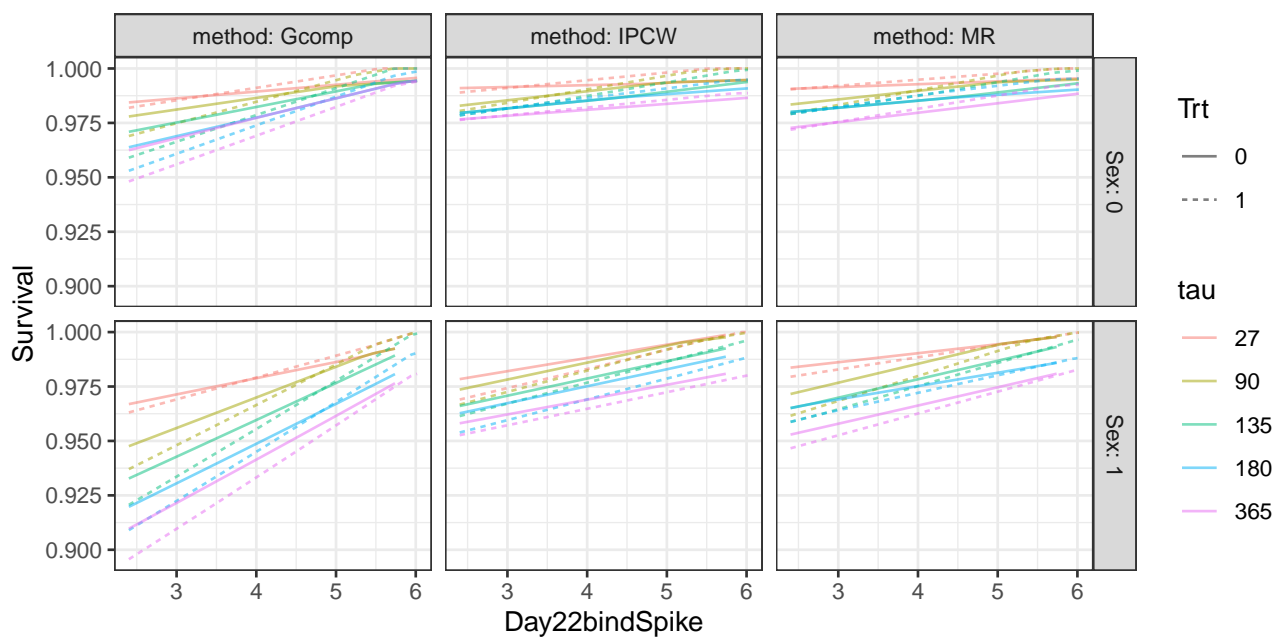 method: Gcomp
method: IPCW
method: MR
1.000
0.975
0.950
0.925
0.900
Sex: 0
1.000
0.975
0.950
0.925
0.900
Sex: 1
Survival
3 4 5 6
3 4 5 6
3 4 5 6
Day22bindSpike
Trt
0
1
tau
27
90
135
180
365